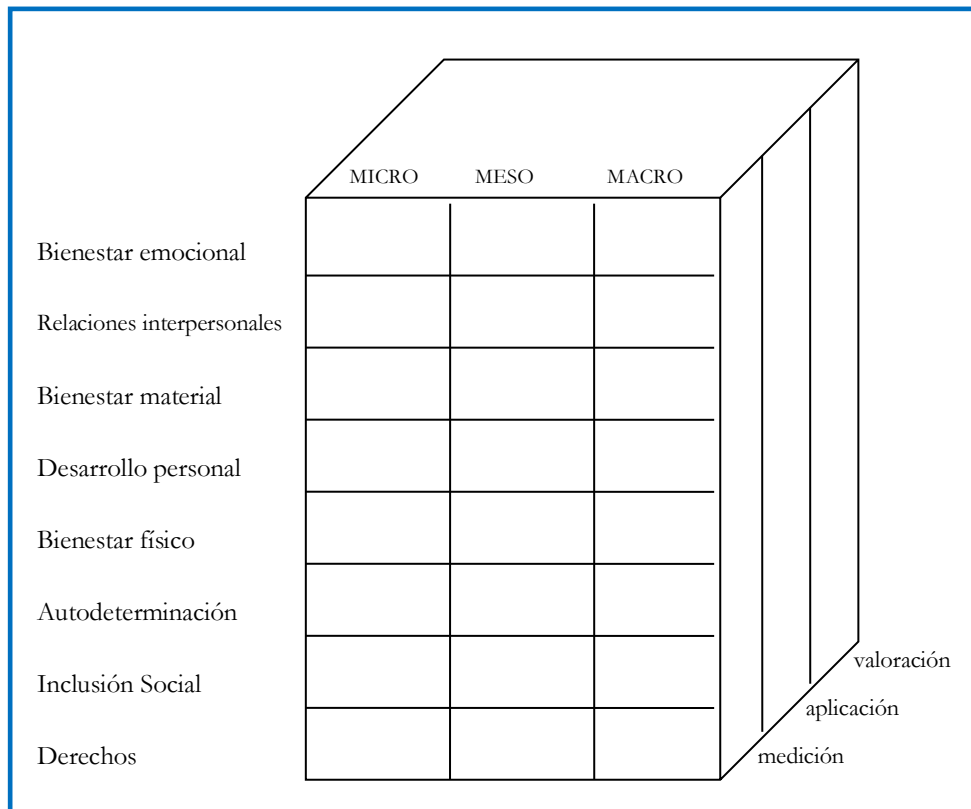 MICRO MESO MACRO
Bienestar emocional
Relaciones interpersonales
Bienestar material
Desarrollo personal
Bienestar físico
Autodeterminación
Inclusión Social
Derechos
valoración
aplicación
medición